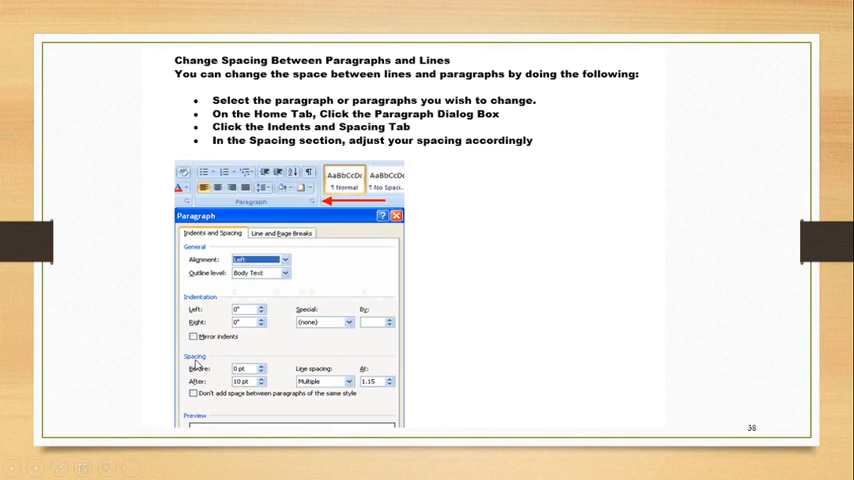 Change Spacing Between Paragraphs and Lines
You can change the space between lines and paragraphs by doing the following:
• Select the paragraph or paragraphs you wish to change.
• On the Home Tab, Click the Paragraph Dialog Box
• Click the Indents and Spacing Tab
• In the Spacing section, adjust your spacing accordingly
AaBbCcDc AaBbCcDc
¶ Normal ¶ No Spaci...
Paragraph
Paragraph
Indents and Spacing Line and Page Breaks
General
Alignment: Left
Outline level: Body Text
Indentation
Left: 0" Special: By:
Right: 0" (none)
Mirror indents
Spacing
Before: 0 pt Line spacing: At:
After: 10 pt Multiple 1.15
Don't add space between paragraphs of the same style
Preview
38